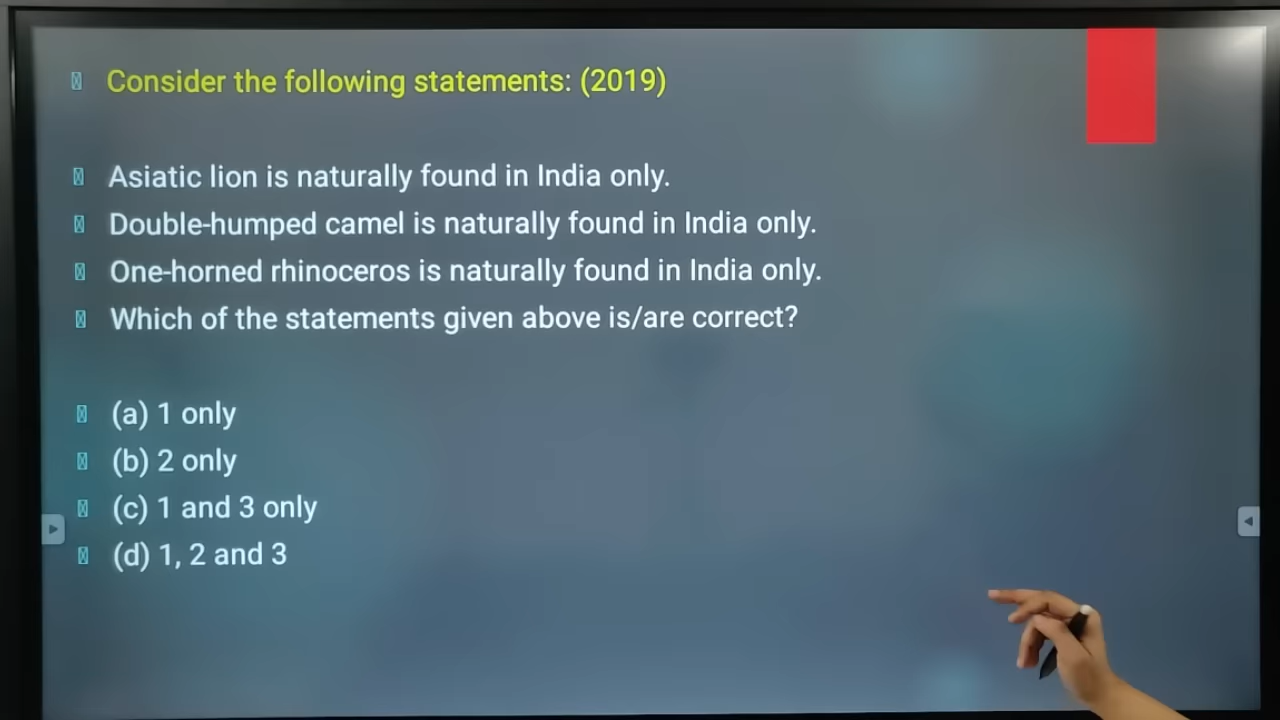 Consider the following statements: (2019)
Asiatic lion is naturally found in India only.
Double-humped camel is naturally found in India only.
One-horned rhinoceros is naturally found in India only.
Which of the statements given above is/are correct?
(a) 1 only
(b) 2 only
(c) 1 and 3 only
(d) 1, 2 and 3